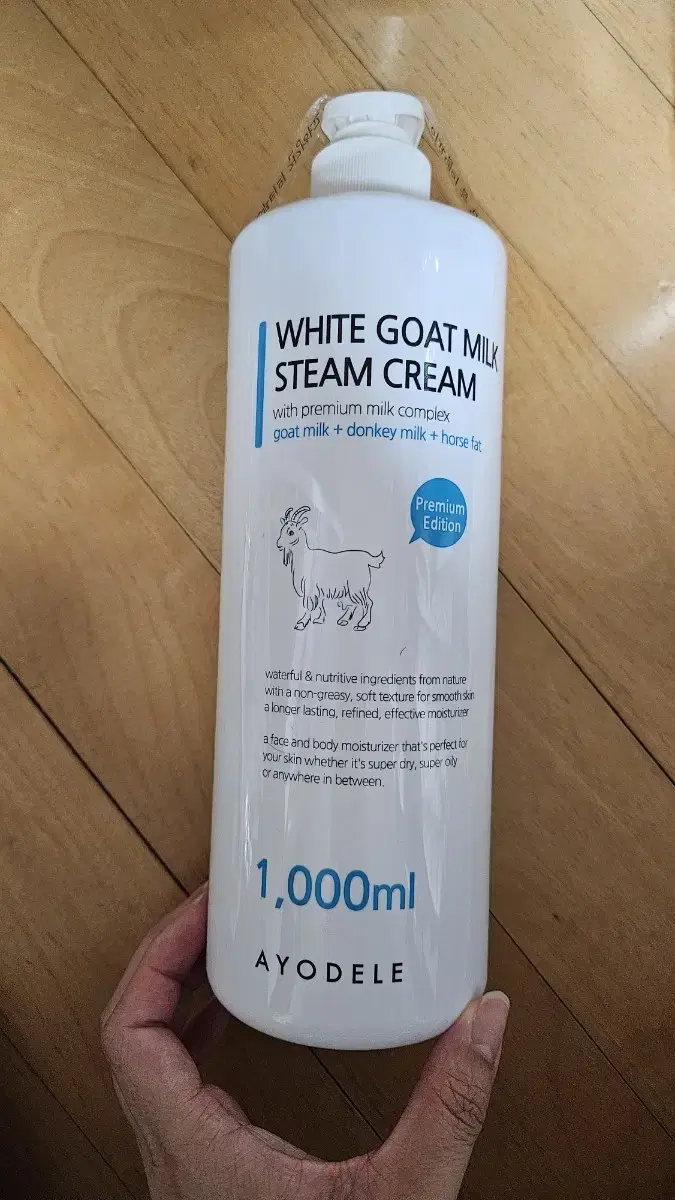 WHITE GOAT MILK
STEAM CREAM
with premium milk complex
goat milk + donkey milk + horse fat
Premium
Edition
waterful & nutritive ingredients from nature
with a non-greasy, soft texture for smooth skin
a longer lasting, refined, effective moisturizer
a face and body moisturizer that's perfect for
your skin whether it's super dry, super oily
or anywhere in between.
1,000ml
AYODELE